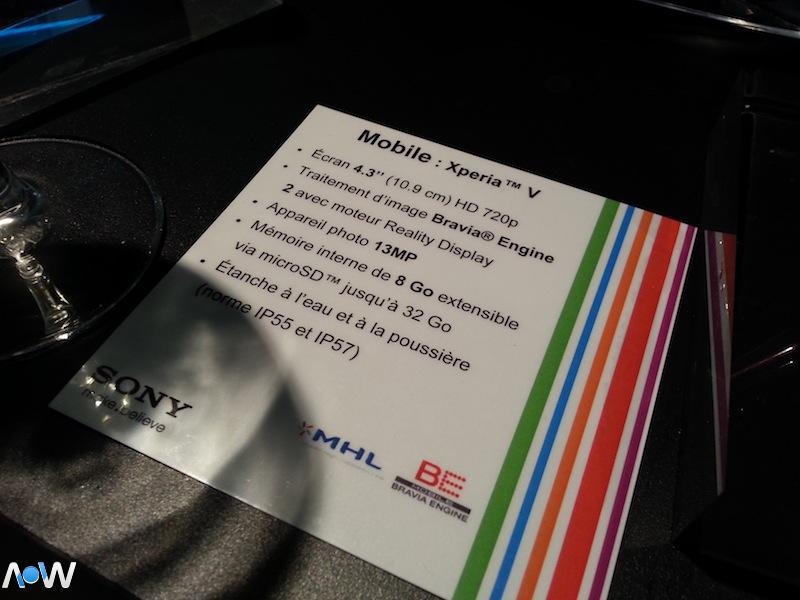 Mobile : Xperia™ V
• Écran 4.3" (10.9 cm) HD 720p
• Traitement d'image Bravia® Engine
2 avec moteur Reality Display
• Appareil photo 13MP
• Mémoire interne de 8 Go extensible
via microSD™ jusqu'à 32 Go
• Étanche à l'eau et à la poussière
(norme IP55 et IP57)
SONY
make.believe
MHL
BE
MOBILE
BRAVIA ENGINE
AOW